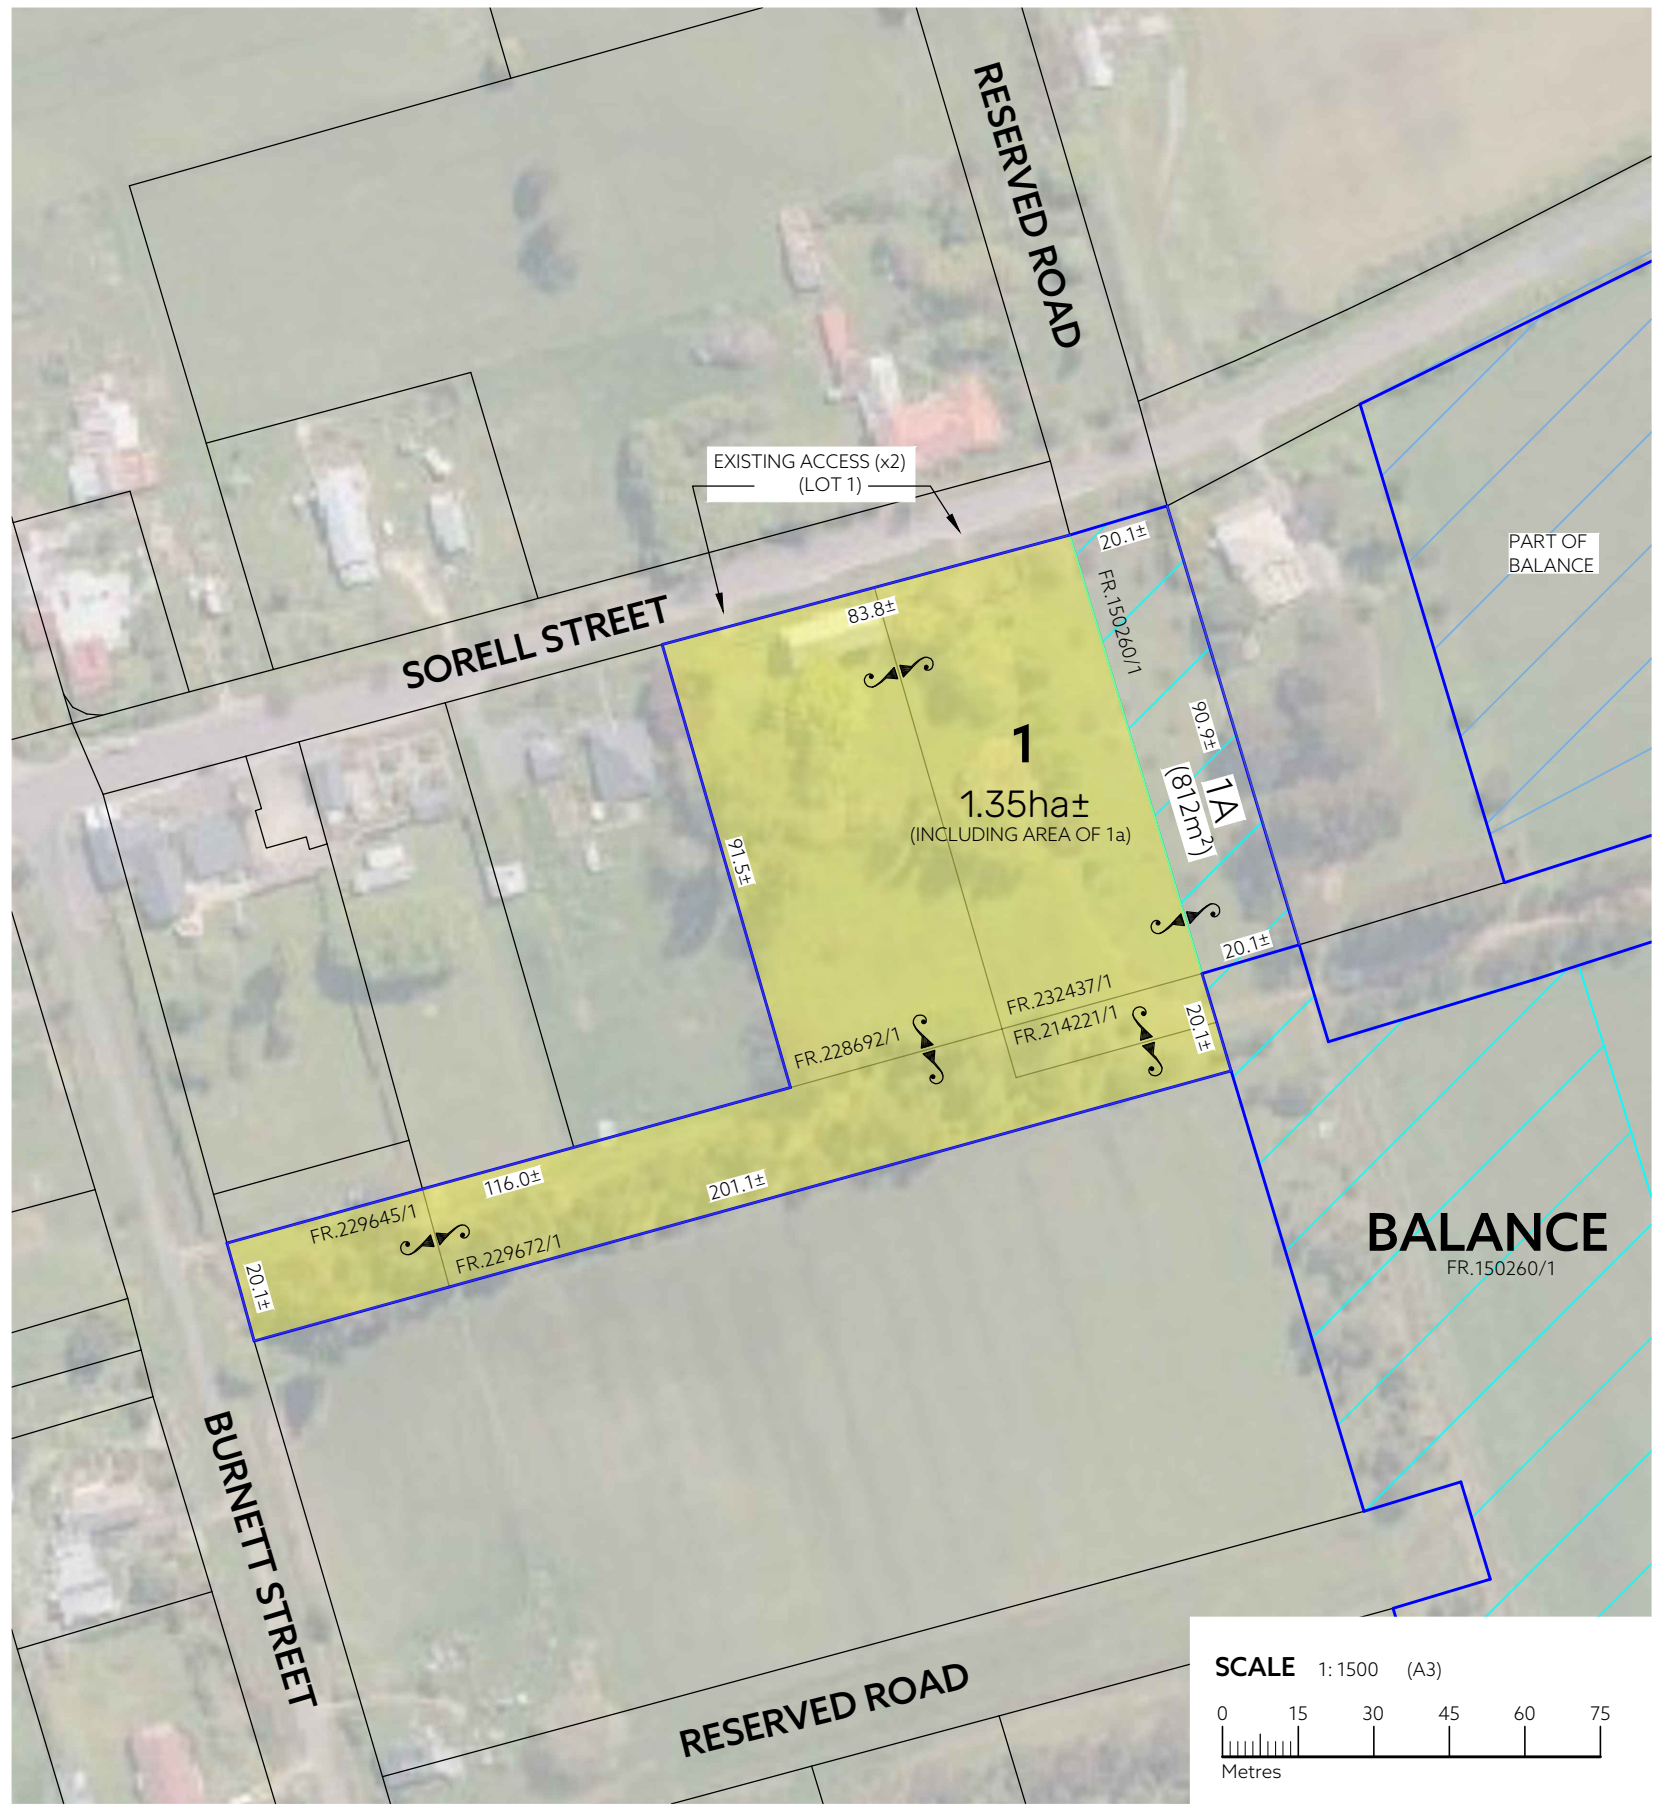 RESERVED ROAD
EXISTING ACCESS (x2)
(LOT 1)
20.1±
PART OF
BALANCE
FR.150260/1
83.8±
SORELL STREET
90.9±
1
1A
(812m²)
1.35ha±
(INCLUDING AREA OF 1a)
91.5±
20.1±
FR.232437/1
FR.214221/1
20.1±
FR.228692/1
116.0±
201.1±
FR.229645/1
FR.229672/1
20.1±
BALANCE
FR.150260/1
BURNETT STREET
RESERVED ROAD
SCALE 1:1500 (A3)
0 15 30 45 60 75
Metres